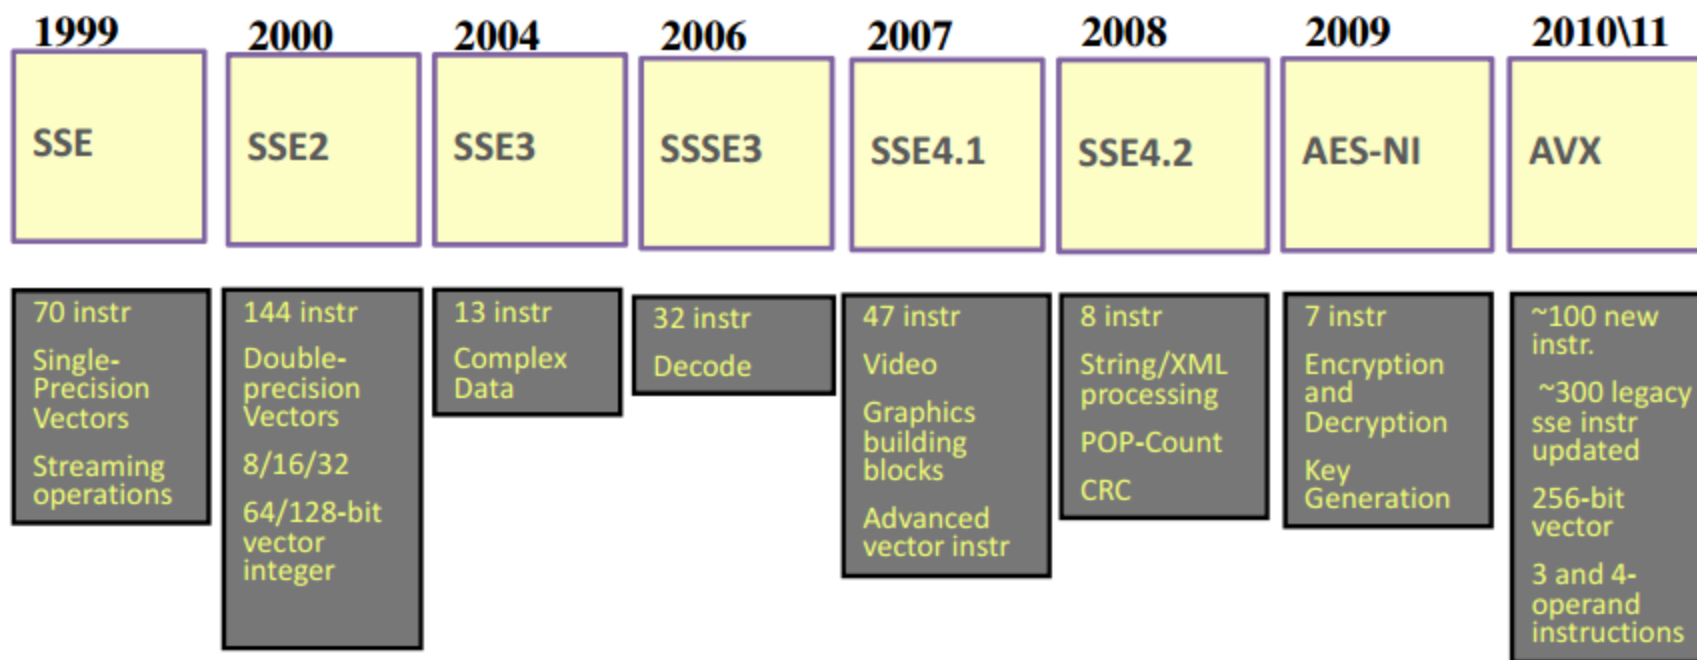 1999
2000
2004
2006
2007
2008
2009
2010\11
SSE
SSE2
SSE3
SSSE3
SSE4.1
SSE4.2
AES-NI
AVX
70 instr
Single-
Precision
Vectors
Streaming
operations
144 instr
Double-
precision
Vectors
8/16/32
64/128-bit
vector
integer
13 instr
Complex
Data
32 instr
Decode
47 instr
Video
Graphics
building
blocks
Advanced
vector instr
8 instr
String/XML
processing
POP-Count
CRC
7 instr
Encryption
and
Decryption
Key
Generation
~100 new
instr.
~300 legacy
sse instr
updated
256-bit
vector
3 and 4-
operand
instructions